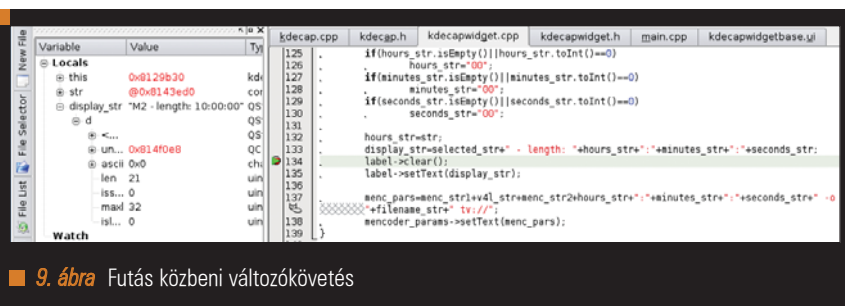 New File
File Selector
File List
Variable Value Typ
Locals
this 0x8129b30 kde
str @0x8143ed0 cor
display_str "M2 - length: 10:00:00" QS
d QS
<... QS
un... 0x814f0e8 QC
ascii 0x0 cha
len 21 uin
iss... 0 uin
maxl 32 uin
isl... 0 uin
Watch
kdecap.cpp kdecap.h kdecapwidget.cpp kdecapwidget.h main.cpp kdecapwidgetbase.ui
125 if(hours_str.isEmpty()||hours_str.toInt()==0)
126 hours_str="00";
127 if(minutes_str.isEmpty()||minutes_str.toInt()==0)
128 minutes_str="00";
129 if(seconds_str.isEmpty()||seconds_str.toInt()==0)
130 seconds_str="00";
131
132 hours_str=str;
133 display_str=selected_str+" - length: "+hours_str+":"+minutes_str+":"+seconds_str;
134 label->clear();
135 label->setText(display_str);
136
137 menc_pars=menc_str1+v4l_str+menc_str2+hours_str+":"+minutes_str+":"+seconds_str+" -o
"+filename_str+" tv://";
138 mencoder_params->setText(menc_pars);
139 }
9. ábra Futás közbeni változókövetés